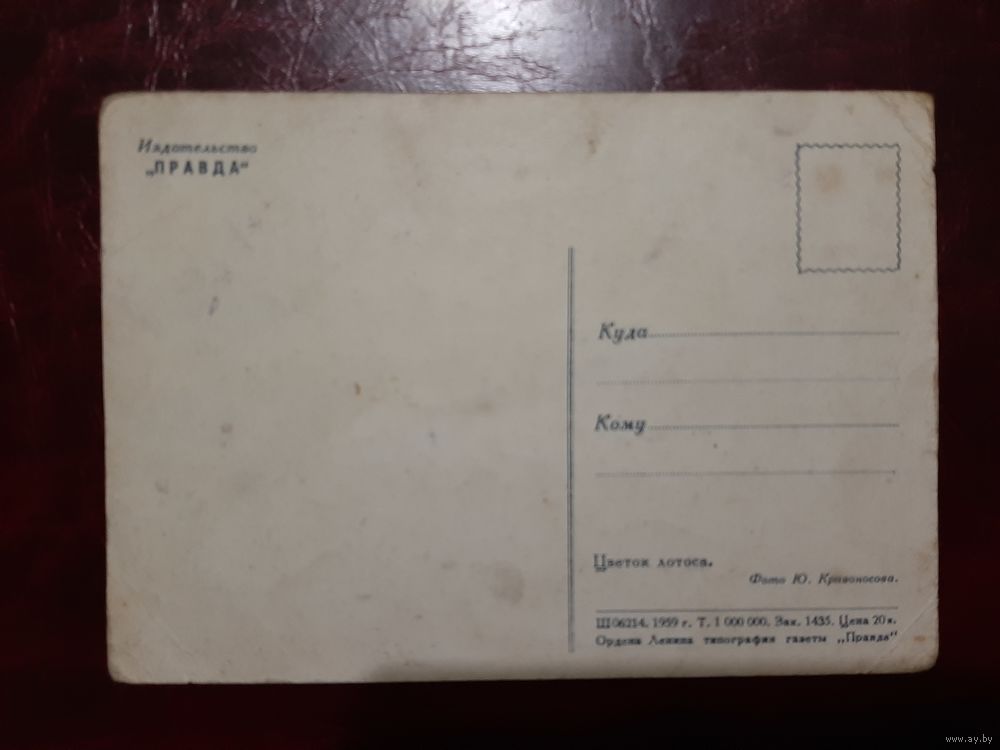 Издательство
„ПРАВДА“
Куда
Кому
Цветок лотоса.
Фото Ю. Кривоносова.
Ш 06214. 1959 г. Т. 1 000 000. Зак. 1435. Цена 20 к.
Ордена Ленина типография газеты „Правда“
www.ay.by